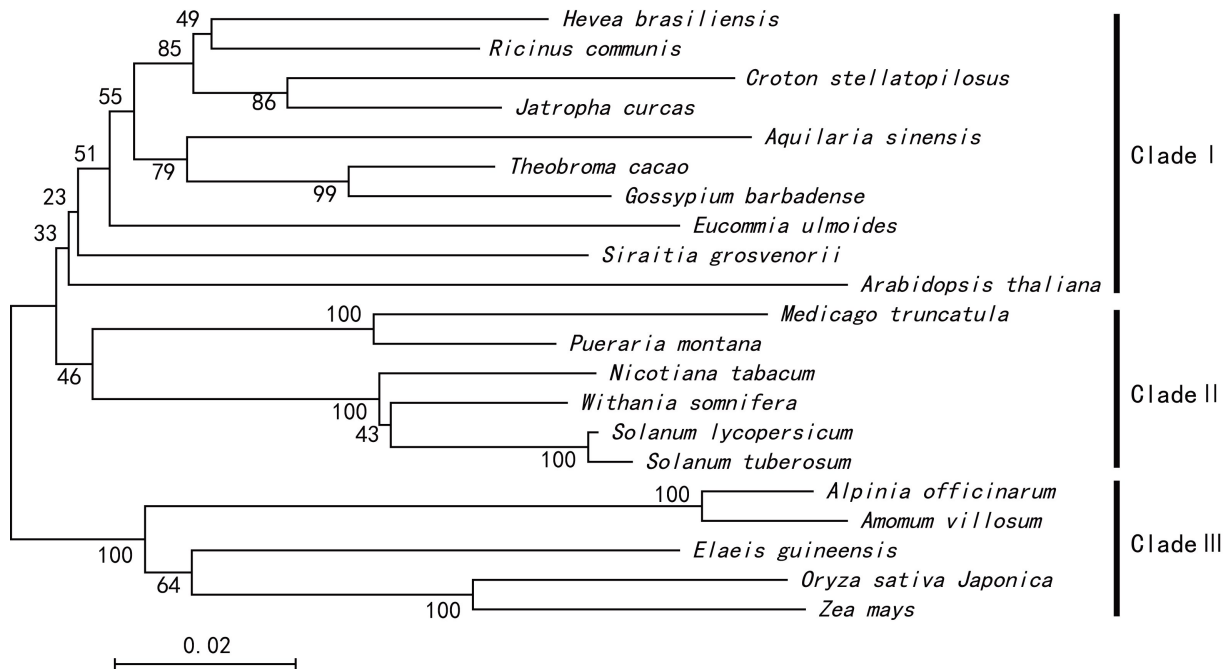 49 Hevea brasiliensis
85 Ricinus communis
Croton stellatopilosus
86
55 Jatropha curcas
Aquilaria sinensis
51 Clade I
79 Theobroma cacao
99 Gossypium barbadense
23
Eucommia ulmoides
33
Siraitia grosvenorii
Arabidopsis thaliana
100 Medicago truncatula
Pueraria montana
46 Nicotiana tabacum
Clade II
100 Withania somnifera
43 Solanum lycopersicum
100 Solanum tuberosum
100 Alpinia officinarum
Amomum villosum
Clade III
100 Elaeis guineensis
64 Oryza sativa Japonica
100 Zea mays
0.02